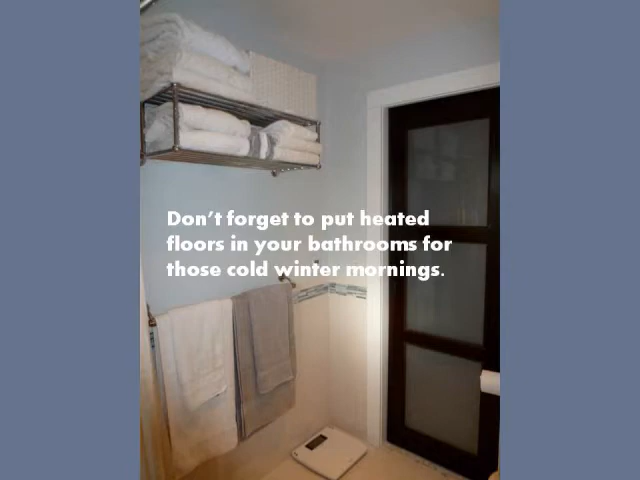 Don't forget to put heated
floors in your bathrooms for
those cold winter mornings.